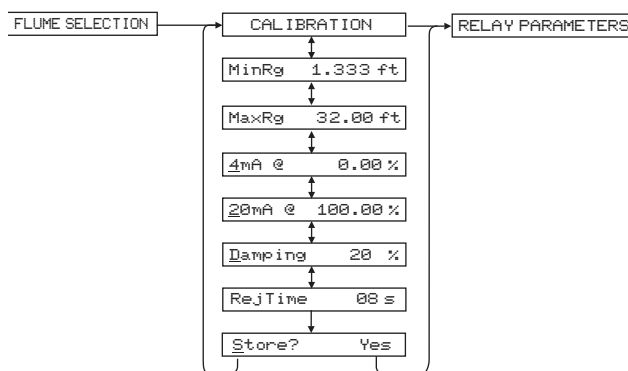 FLUME SELECTION
CALIBRATION
RELAY PARAMETERS
MinRg 1.333 ft
MaxRg 32.00 ft
4mA @ 0.00 %
20mA @ 100.00 %
Damping 20 %
RejTime 08 s
Store? Yes